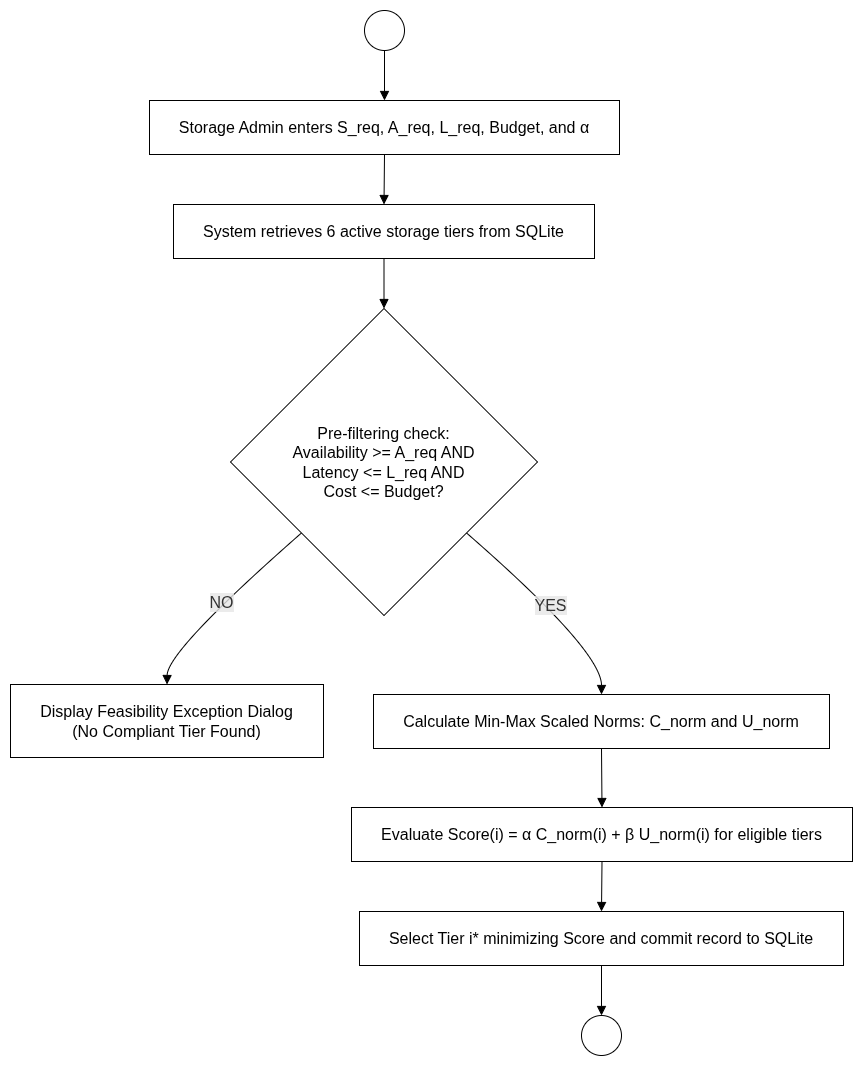 Storage Admin enters S_req, A_req, L_req, Budget, and α
System retrieves 6 active storage tiers from SQLite
Pre-filtering check:
Availability >= A_req AND
Latency <= L_req AND
Cost <= Budget?
NO
YES
Display Feasibility Exception Dialog
(No Compliant Tier Found)
Calculate Min-Max Scaled Norms: C_norm and U_norm
Evaluate Score(i) = α C_norm(i) + β U_norm(i) for eligible tiers
Select Tier i* minimizing Score and commit record to SQLite